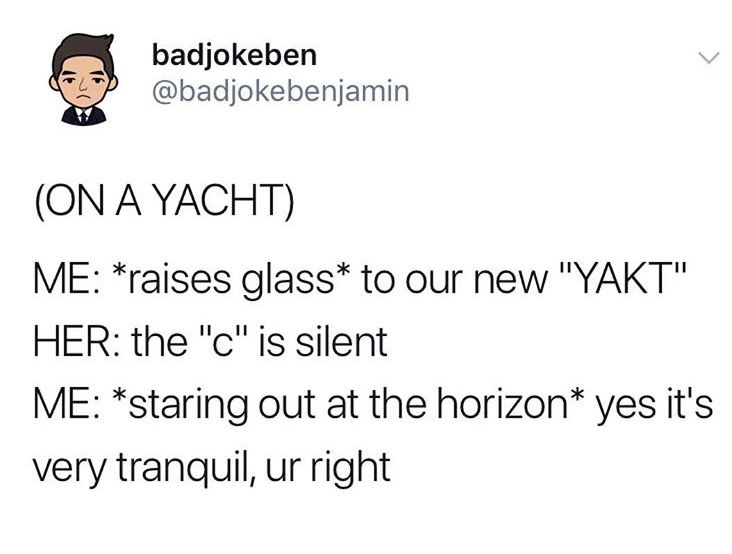 badjokeben
@badjokebenjamin
(ON A YACHT)
ME: *raises glass* to our new "YAKT"
HER: the "c" is silent
ME: *staring out at the horizon* yes it's
very tranquil, ur right